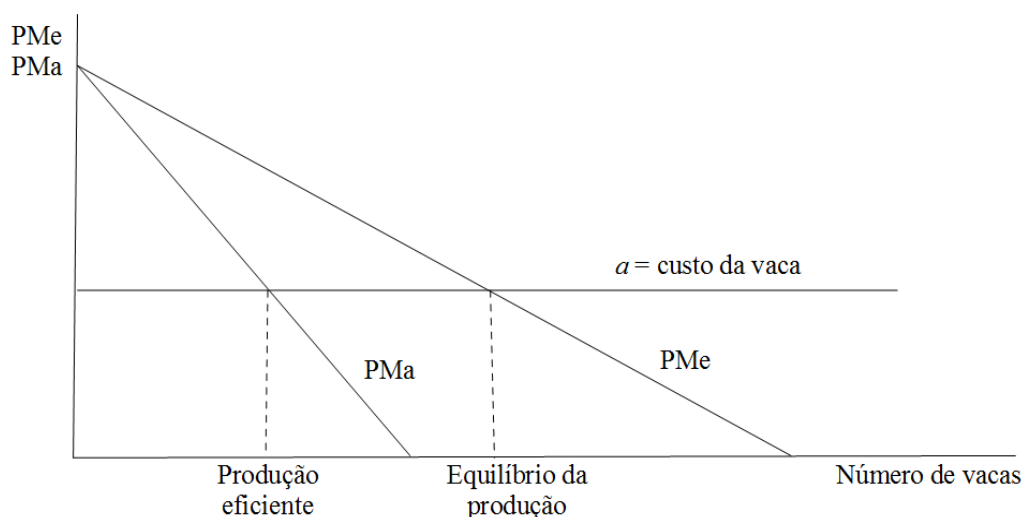 PMe
PMa
a = custo da vaca
PMa
PMe
Produção
eficiente
Equilíbrio da
produção
Número de vacas